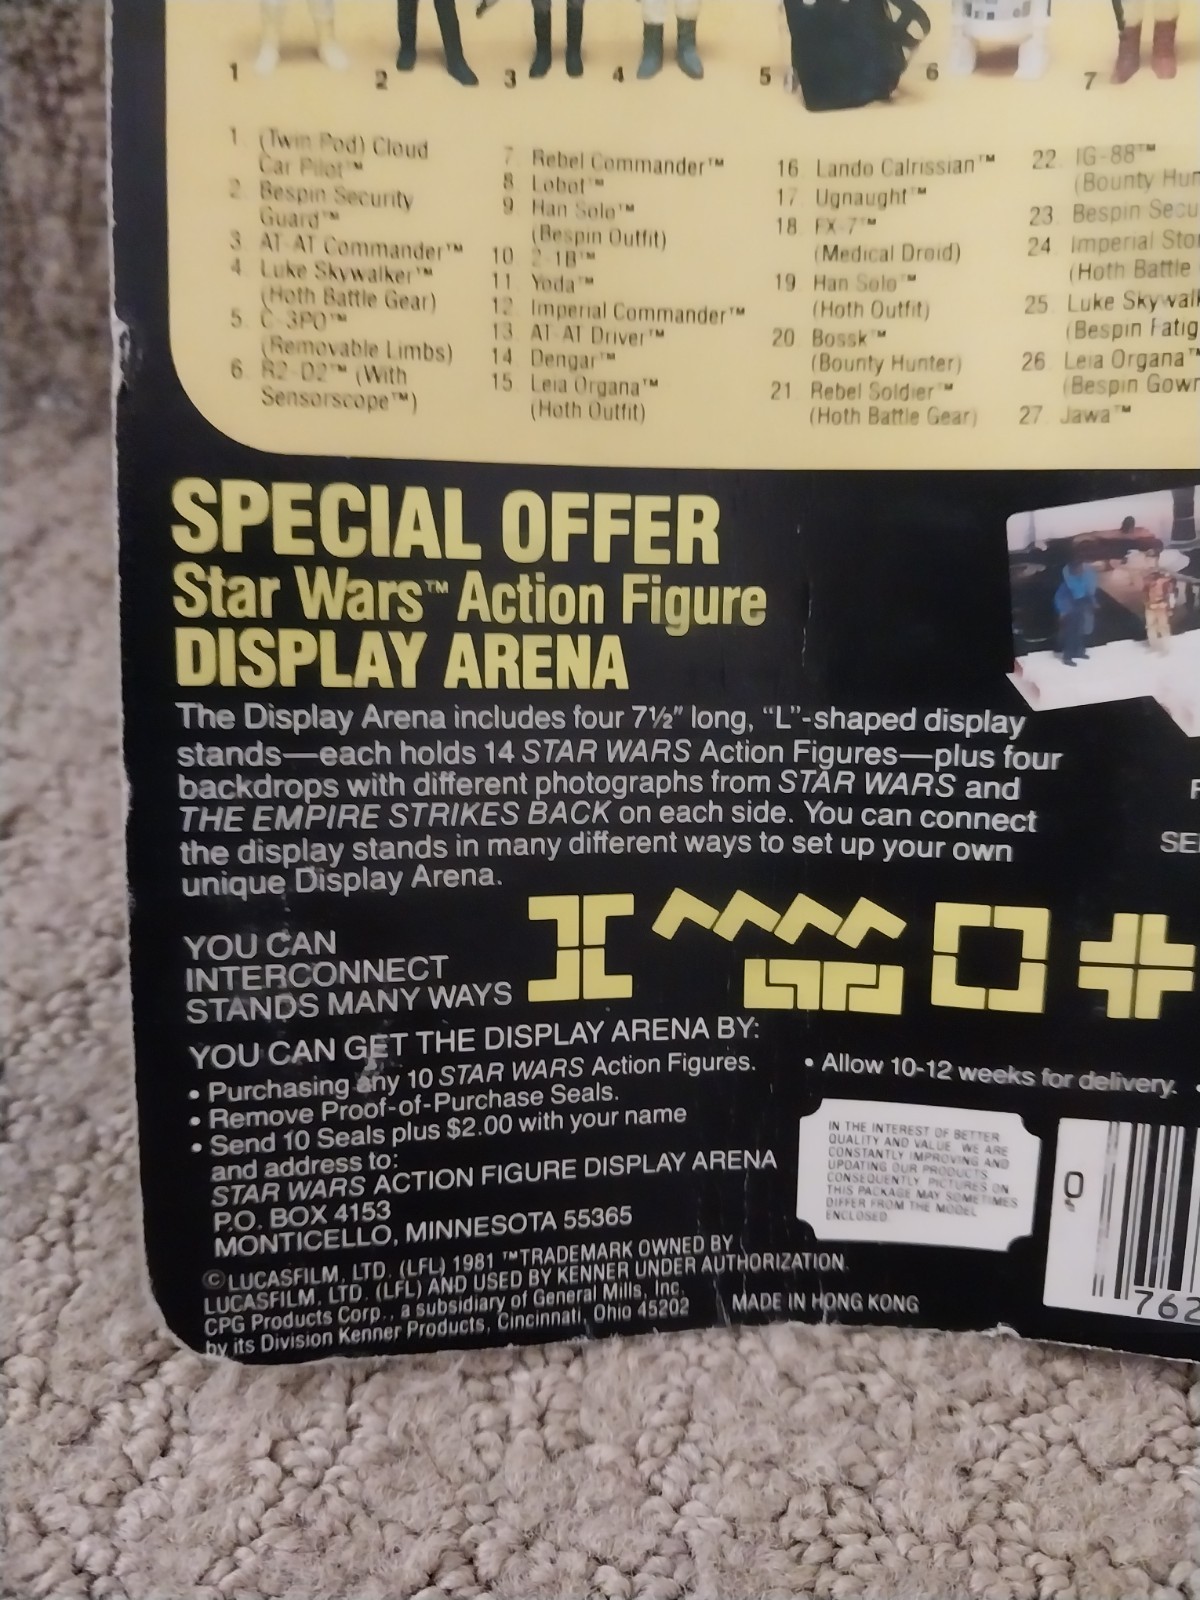 1 2 3 4 5 6 7
1. (Twin Pod) Cloud
Car Pilot™
2. Bespin Security
Guard™
3. AT-AT Commander™
4. Luke Skywalker™
(Hoth Battle Gear)
5. C-3PO™
(Removable Limbs)
6. R2-D2™ (With
Sensorscope™)
7. Rebel Commander™
8. Lobot™
9. Han Solo™
(Bespin Outfit)
10. 2-1B™
11. Yoda™
12. Imperial Commander™
13. AT-AT Driver™
14. Dengar™
15. Leia Organa™
(Hoth Outfit)
16. Lando Calrissian™
17. Ugnaught™
18. FX-7™
(Medical Droid)
19. Han Solo™
(Hoth Outfit)
20. Bossk™
(Bounty Hunter)
21. Rebel Soldier™
(Hoth Battle Gear)
22. IG-88™
(Bounty Hun
23. Bespin Secu
24. Imperial Sto
(Hoth Battle
25. Luke Skywal
(Bespin Fatig
26. Leia Organa™
(Bespin Gow
27. Jawa™
SPECIAL OFFER
Star Wars™ Action Figure
DISPLAY ARENA
The Display Arena includes four 7½" long, "L"-shaped display
stands—each holds 14 STAR WARS Action Figures—plus four
backdrops with different photographs from STAR WARS and
THE EMPIRE STRIKES BACK on each side. You can connect
the display stands in many different ways to set up your own
unique Display Arena.
SE
YOU CAN
INTERCONNECT
STANDS MANY WAYS
YOU CAN GET THE DISPLAY ARENA BY:
• Purchasing any 10 STAR WARS Action Figures.
• Remove Proof-of-Purchase Seals.
• Send 10 Seals plus $2.00 with your name
and address to:
STAR WARS ACTION FIGURE DISPLAY ARENA
P.O. BOX 4153
MONTICELLO, MINNESOTA 55365
• Allow 10-12 weeks for delivery.
IN THE INTEREST OF BETTER
QUALITY AND VALUE WE ARE
CONSTANTLY IMPROVING AND
UPDATING OUR PRODUCTS
CONSEQUENTLY PICTURES ON
THIS PACKAGE MAY SOMETIMES
DIFFER FROM THE MODEL
ENCLOSED.
0
762
© LUCASFILM, LTD. (LFL) 1981 ™TRADEMARK OWNED BY
LUCASFILM, LTD. (LFL) AND USED BY KENNER UNDER AUTHORIZATION.
CPG Products Corp., a subsidiary of General Mills, Inc.
by its Division Kenner Products, Cincinnati, Ohio 45202
MADE IN HONG KONG